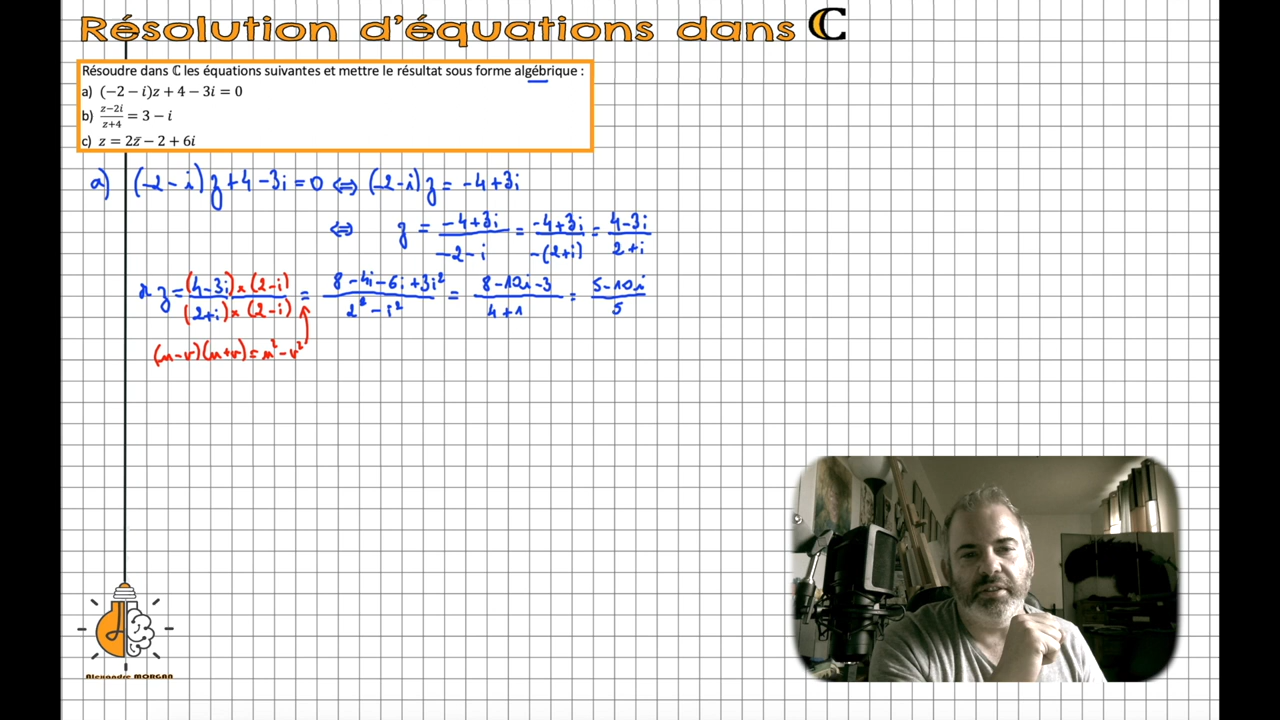 Résolution d'équations dans ℂ
Résoudre dans ℂ les équations suivantes et mettre le résultat sous forme algébrique :
a) (−2 − i)z + 4 − 3i = 0
b) (z−2i)/(z+4) = 3 − i
c) z = 2z̄ − 2 + 6i
a) (-2-i)z+4-3i=0 ⇔ (-2-i)z = -4+3i
⇔ z = (-4+3i)/(-2-i) = (-4+3i)/(-(2+i)) = (4-3i)/(2+i)
z = ((4-3i)×(2-i))/((2+i)×(2-i)) = (8-4i-6i+3i²)/(2²-i²) = (8-10i-3)/(4+1) = (5-10i)/5
(u-v)(u+v)=u²-v²
Alexandre MORGAN